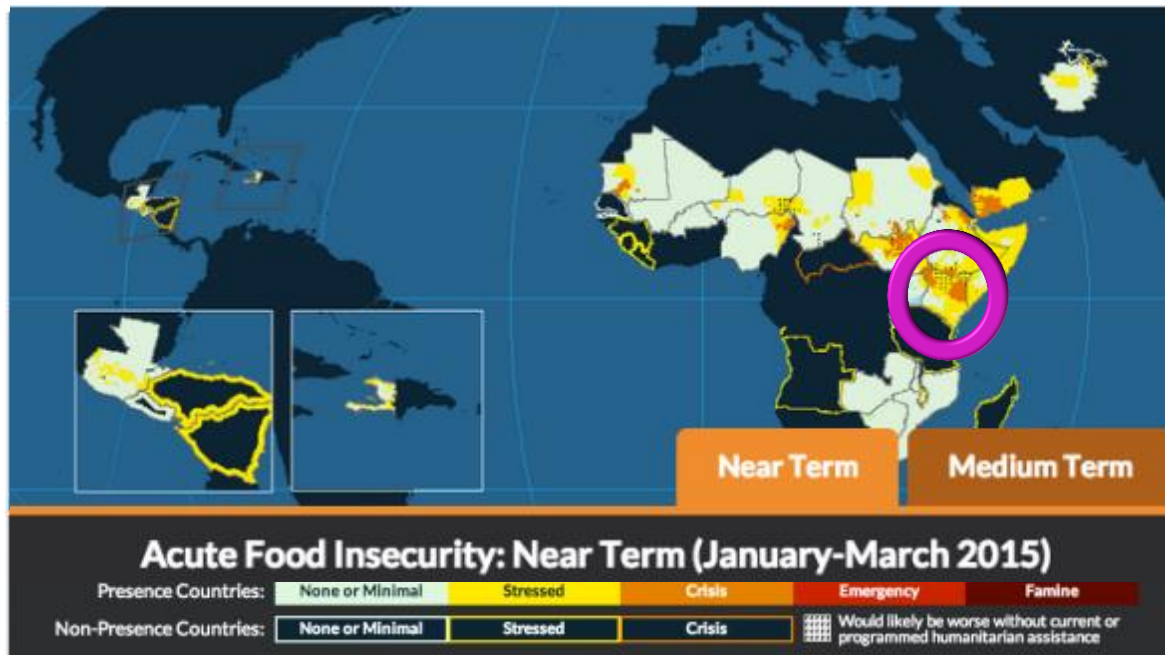 Near Term
Medium Term
Acute Food Insecurity: Near Term (January-March 2015)
Presence Countries: None or Minimal Stressed Crisis Emergency Famine
Non-Presence Countries: None or Minimal Stressed Crisis Would likely be worse without current or
programmed humanitarian assistance